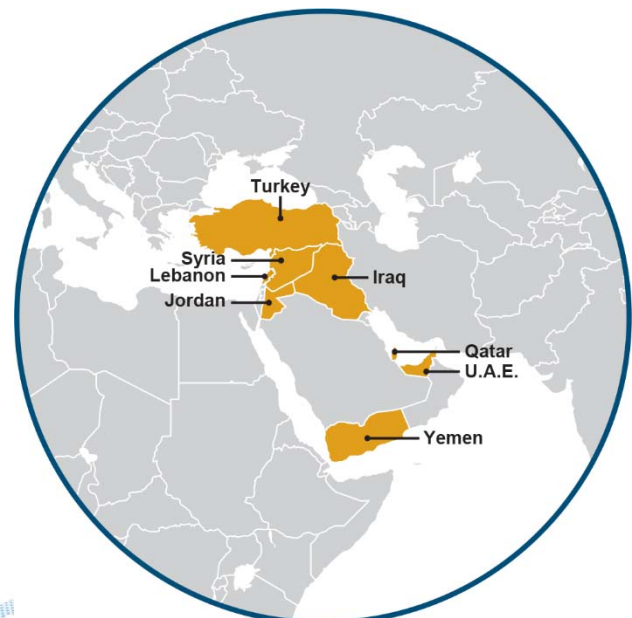 Turkey
Syria
Lebanon
Iraq
Jordan
Qatar
U.A.E.
Yemen